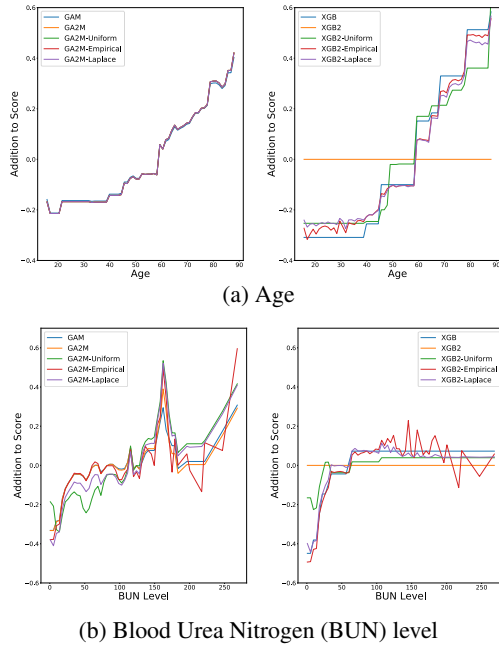 GAM
GA2M
GA2M-Uniform
GA2M-Empirical
GA2M-Laplace
Addition to Score
0.6
0.4
0.2
0.0
−0.2
−0.4
20 30 40 50 60 70 80 90
Age
XGB
XGB2
XGB2-Uniform
XGB2-Empirical
XGB2-Laplace
Addition to Score
0.6
0.4
0.2
0.0
−0.2
−0.4
20 30 40 50 60 70 80 90
Age
(a) Age
GAM
GA2M
GA2M-Uniform
GA2M-Empirical
GA2M-Laplace
Addition to Score
0.6
0.4
0.2
0.0
−0.2
−0.4
−0.6
0 50 100 150 200 250
BUN Level
XGB
XGB2
XGB2-Uniform
XGB2-Empirical
XGB2-Laplace
Addition to Score
0.6
0.4
0.2
0.0
−0.2
−0.4
−0.6
0 50 100 150 200 250
BUN Level
(b) Blood Urea Nitrogen (BUN) level